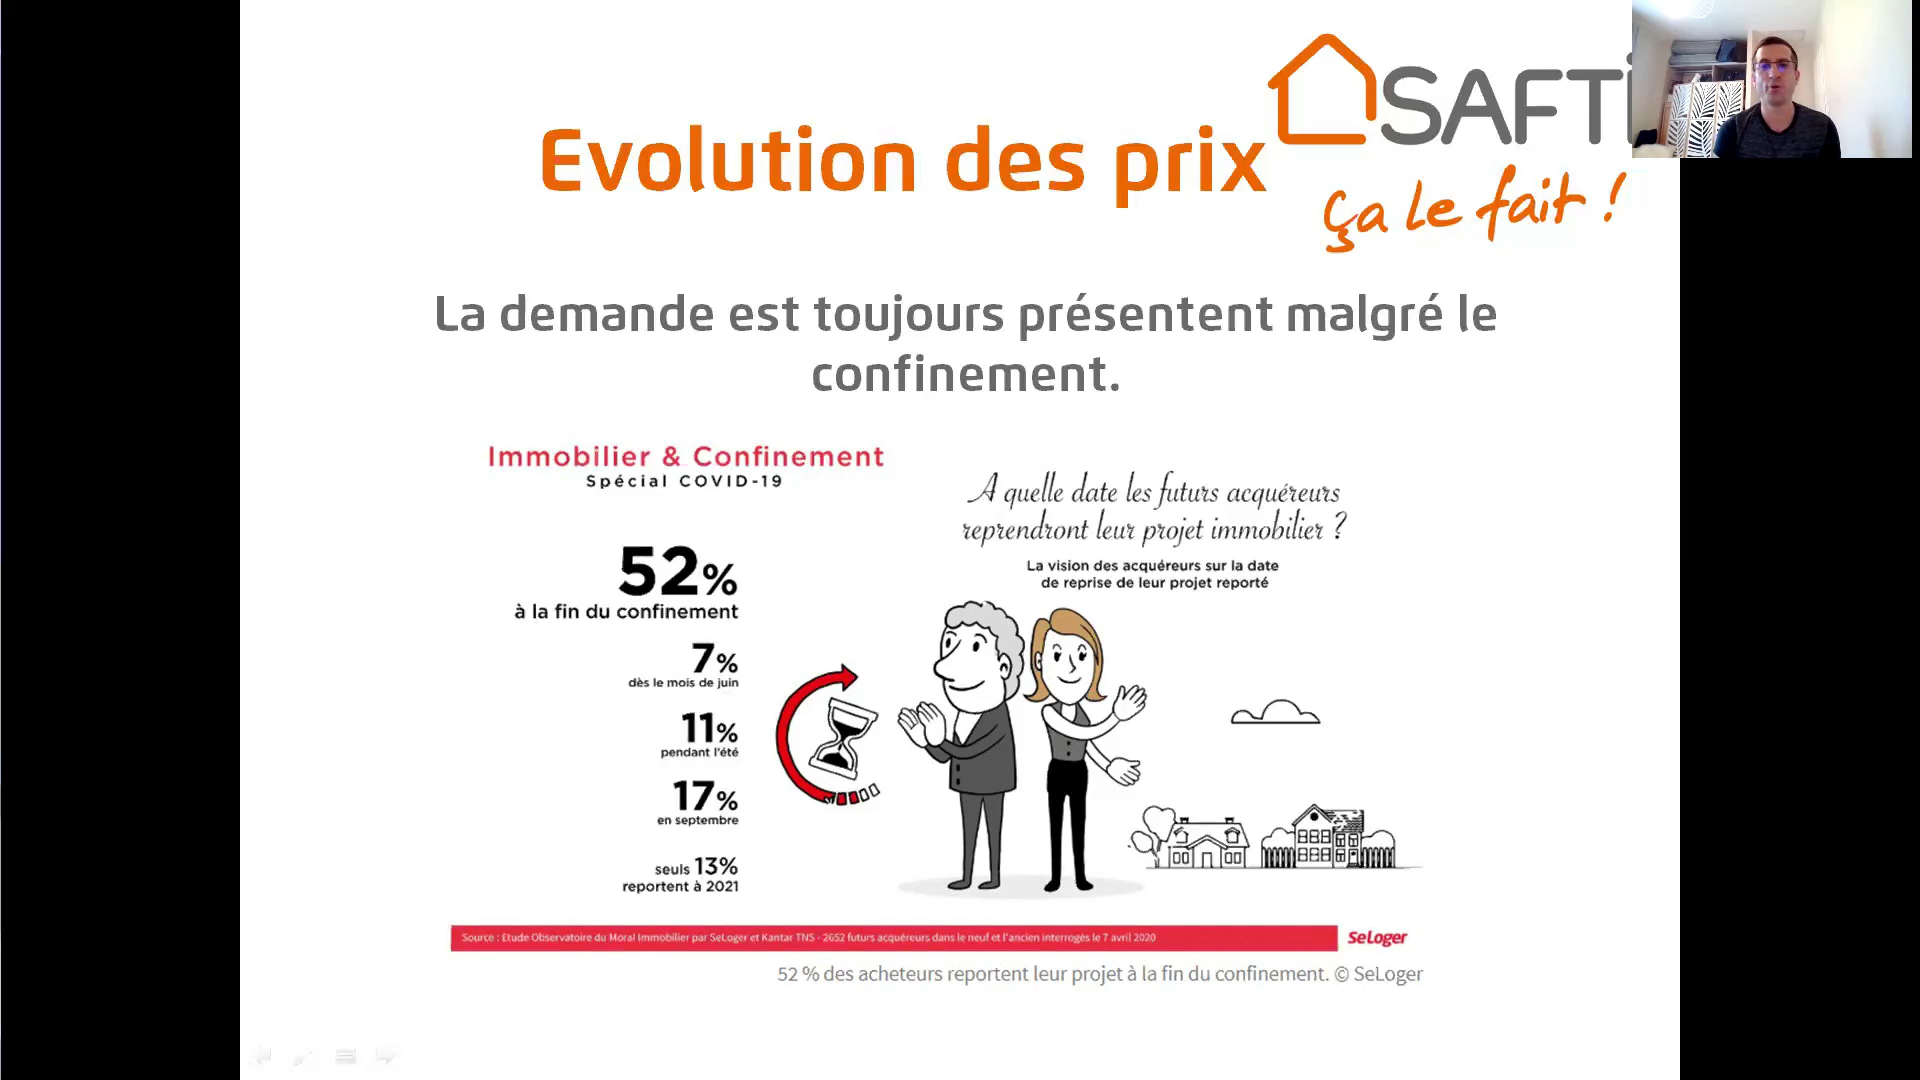 SAFTi
Evolution des prix
ça le fait !
La demande est toujours présentent malgré le
confinement.
Immobilier & Confinement
Spécial COVID-19
A quelle date les futurs acquéreurs
reprendront leur projet immobilier ?
La vision des acquéreurs sur la date
de reprise de leur projet reporté
52%
à la fin du confinement
7%
dès le mois de juin
11%
pendant l'été
17%
en septembre
seuls 13%
reportent à 2021
Source : Etude Observatoire du Moral Immobilier par SeLoger et Kantar TNS - 2652 futurs acquéreurs dans le neuf et l'ancien interrogés le 7 avril 2020
SeLoger
52 % des acheteurs reportent leur projet à la fin du confinement. © SeLoger